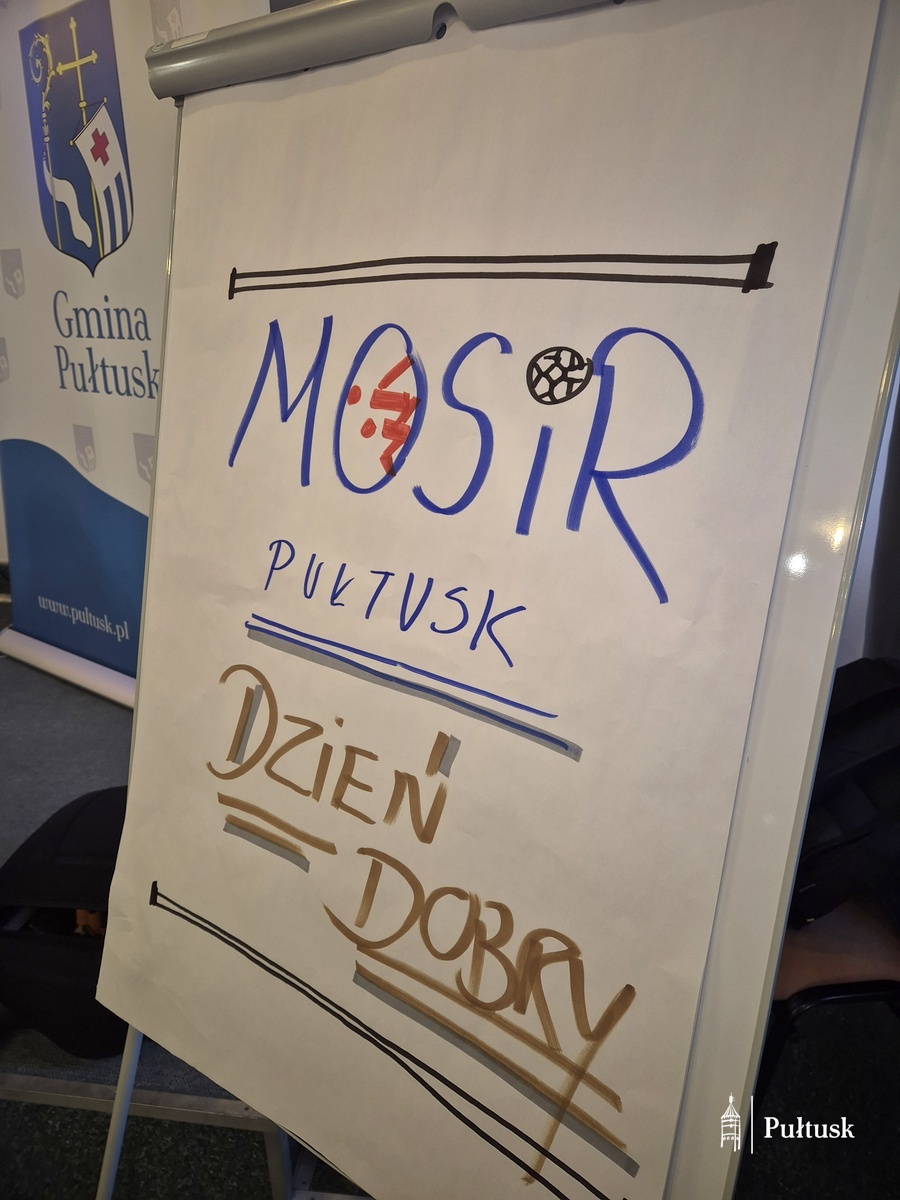 Gmina
Pułtusk
www.pultusk.pl
MOSiR
PUŁTUSK
DZIEŃ
DOBRY
Pułtusk